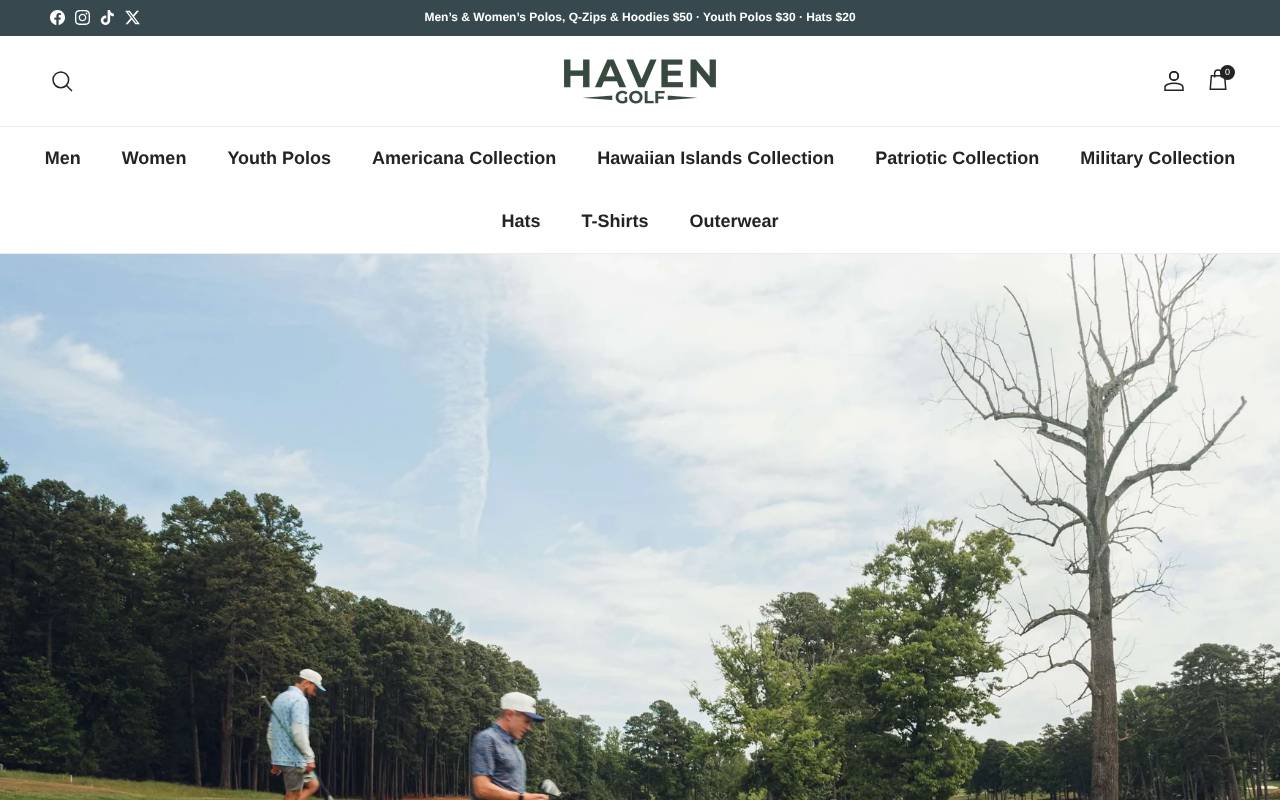 Men's & Women's Polos, Q-Zips & Hoodies $50 · Youth Polos $30 · Hats $20
HAVEN
GOLF
0
Men Women Youth Polos Americana Collection Hawaiian Islands Collection Patriotic Collection Military Collection
Hats T-Shirts Outerwear